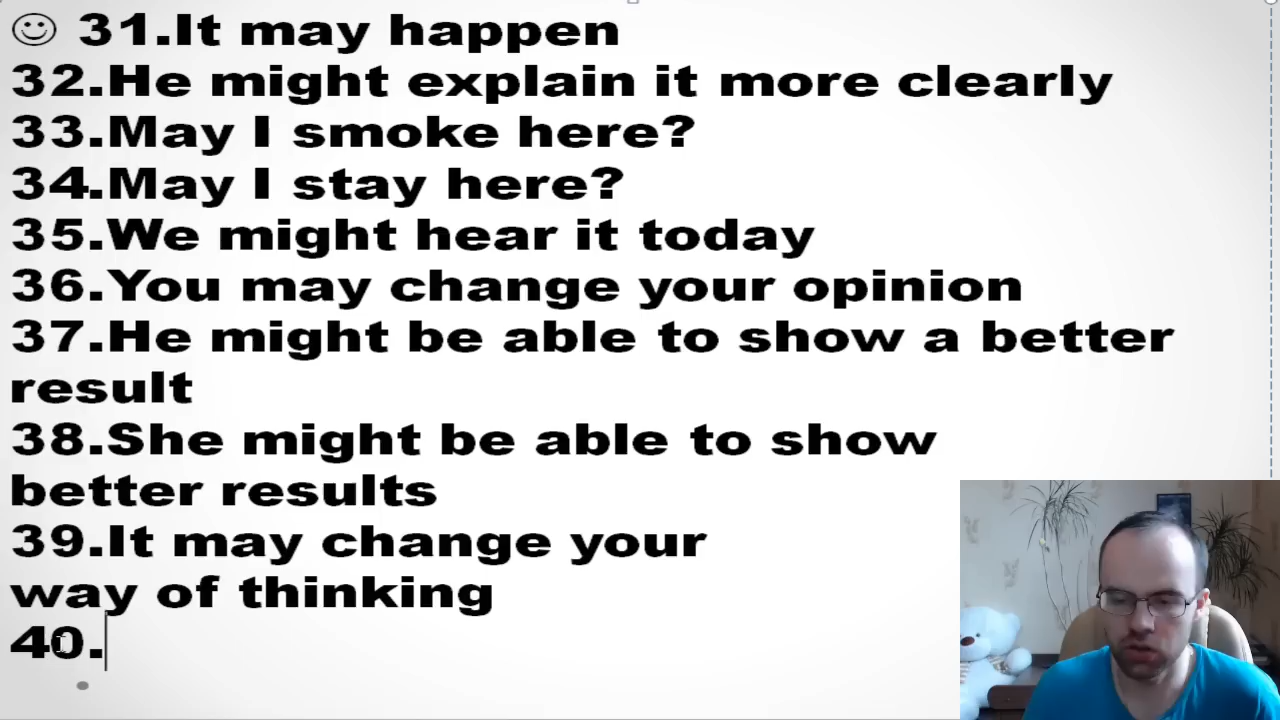 ☺ 31.It may happen
32.He might explain it more clearly
33.May I smoke here?
34.May I stay here?
35.We might hear it today
36.You may change your opinion
37.He might be able to show a better
result
38.She might be able to show
better results
39.It may change your
way of thinking
40.